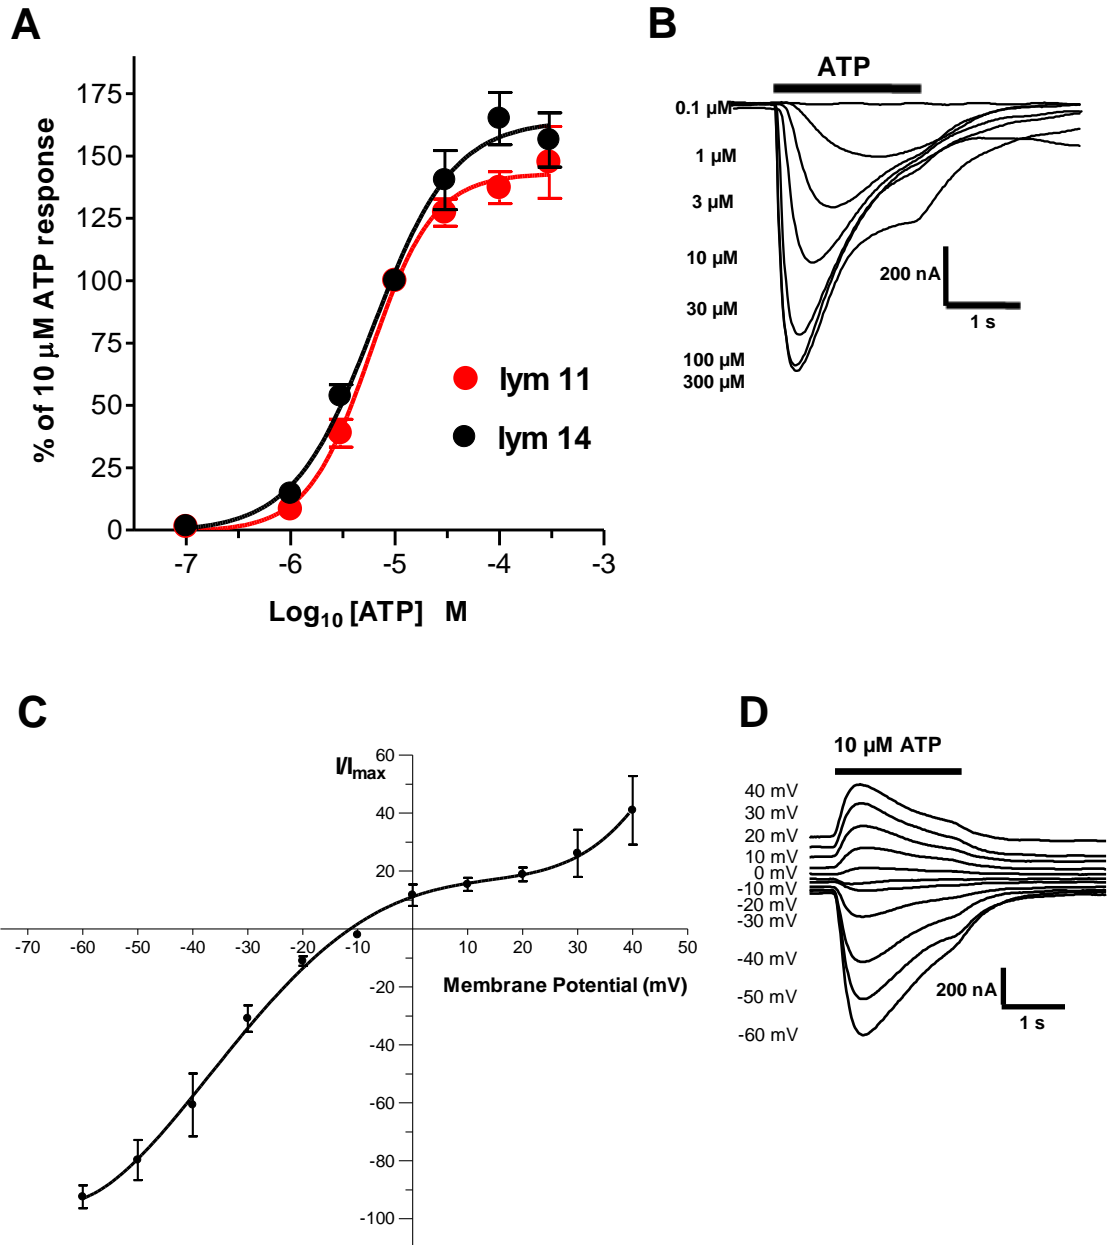 A
% of 10 µM ATP response
175
150
125
100
75
50
25
0
-7
-6
-5
-4
-3
Log10 [ATP] M
lym 11
lym 14
B
ATP
0.1 µM
1 µM
3 µM
10 µM
30 µM
100 µM
300 µM
200 nA
1 s
C
I/Imax
60
40
20
-20
-40
-60
-80
-100
-70
-60
-50
-40
-30
-20
-10
10
20
30
40
50
Membrane Potential (mV)
D
10 µM ATP
40 mV
30 mV
20 mV
10 mV
0 mV
-10 mV
-20 mV
-30 mV
-40 mV
-50 mV
-60 mV
200 nA
1 s